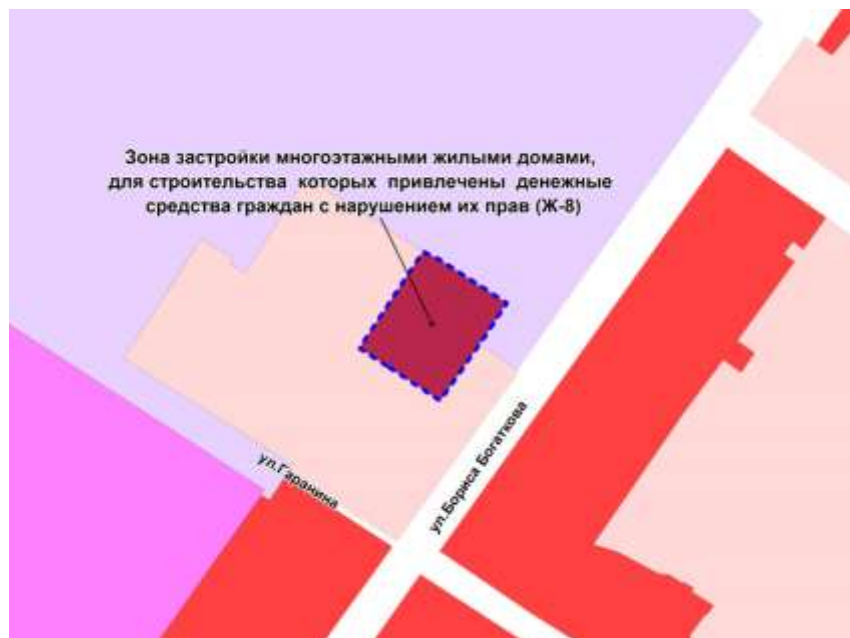 Зона застройки многоэтажными жилыми домами,
для строительства которых привлечены денежные
средства граждан с нарушением их прав (Ж-8)
ул.Гаранина
ул.Бориса Богаткова